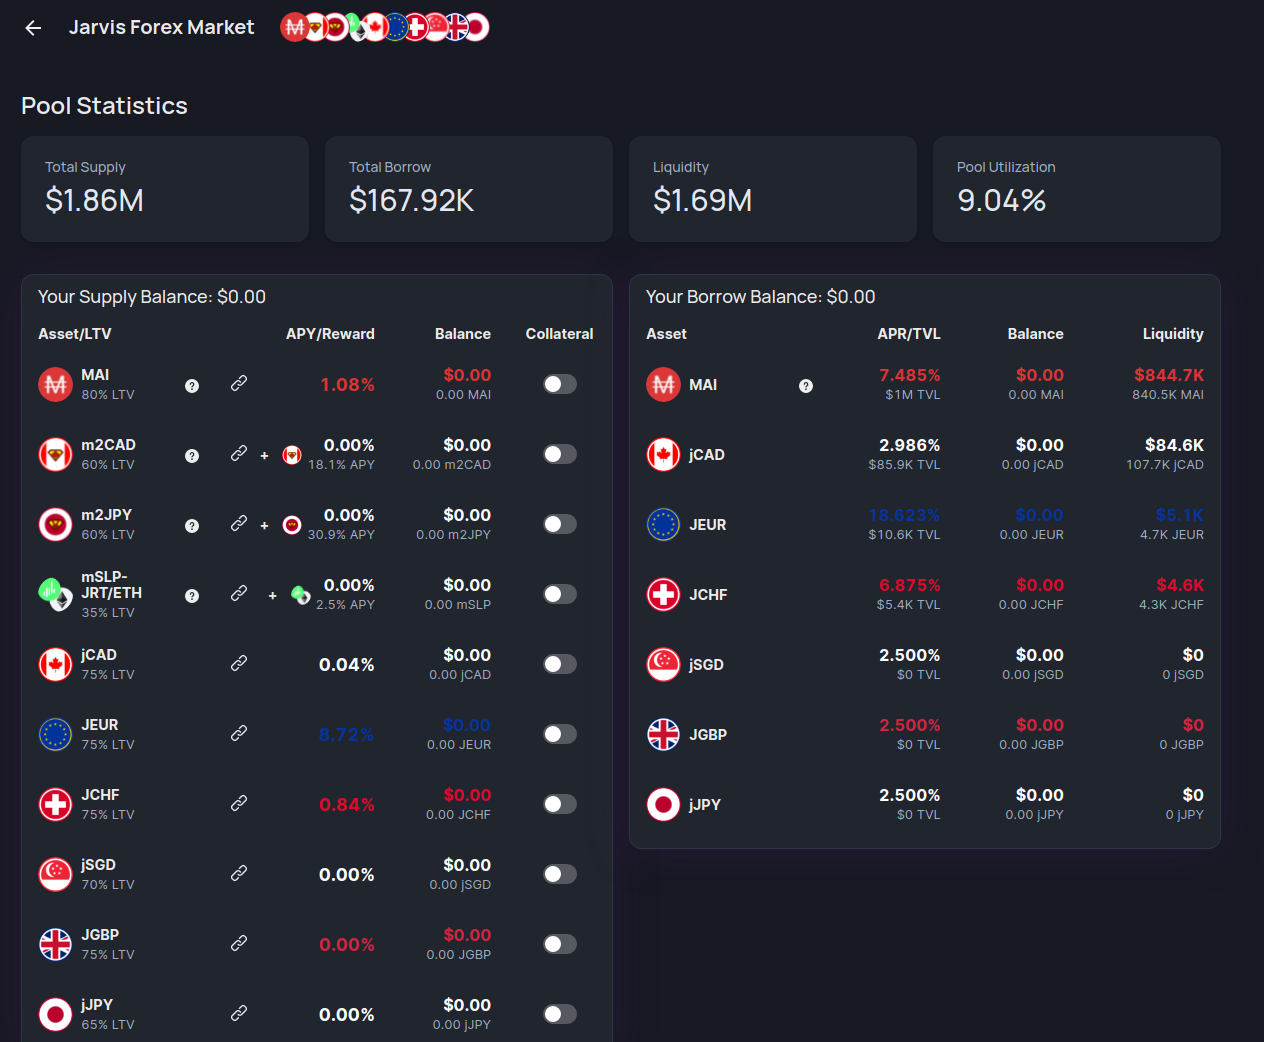 Jarvis Forex Market
Pool Statistics
Total Supply
$1.86M
Total Borrow
$167.92K
Liquidity
$1.69M
Pool Utilization
9.04%
Your Supply Balance: $0.00
Asset/LTV APY/Reward Balance Collateral
MAI 1.08% $0.00
80% LTV 0.00 MAI
m2CAD + 0.00% $0.00
60% LTV 18.1% APY 0.00 m2CAD
m2JPY + 0.00% $0.00
60% LTV 30.9% APY 0.00 m2JPY
mSLP-
JRT/ETH + 0.00% $0.00
35% LTV 2.5% APY 0.00 mSLP
jCAD 0.04% $0.00
75% LTV 0.00 jCAD
JEUR 8.72% $0.00
75% LTV 0.00 JEUR
JCHF 0.84% $0.00
75% LTV 0.00 JCHF
jSGD 0.00% $0.00
70% LTV 0.00 jSGD
JGBP 0.00% $0.00
75% LTV 0.00 JGBP
jJPY 0.00% $0.00
65% LTV 0.00 jJPY
Your Borrow Balance: $0.00
Asset APR/TVL Balance Liquidity
MAI 7.485% $0.00 $844.7K
$1M TVL 0.00 MAI 840.5K MAI
jCAD 2.986% $0.00 $84.6K
$85.9K TVL 0.00 jCAD 107.7K jCAD
JEUR 18.623% $0.00 $5.1K
$10.6K TVL 0.00 JEUR 4.7K JEUR
JCHF 6.875% $0.00 $4.6K
$5.4K TVL 0.00 JCHF 4.3K JCHF
jSGD 2.500% $0.00 $0
$0 TVL 0.00 jSGD 0 jSGD
JGBP 2.500% $0.00 $0
$0 TVL 0.00 JGBP 0 JGBP
jJPY 2.500% $0.00 $0
$0 TVL 0.00 jJPY 0 jJPY